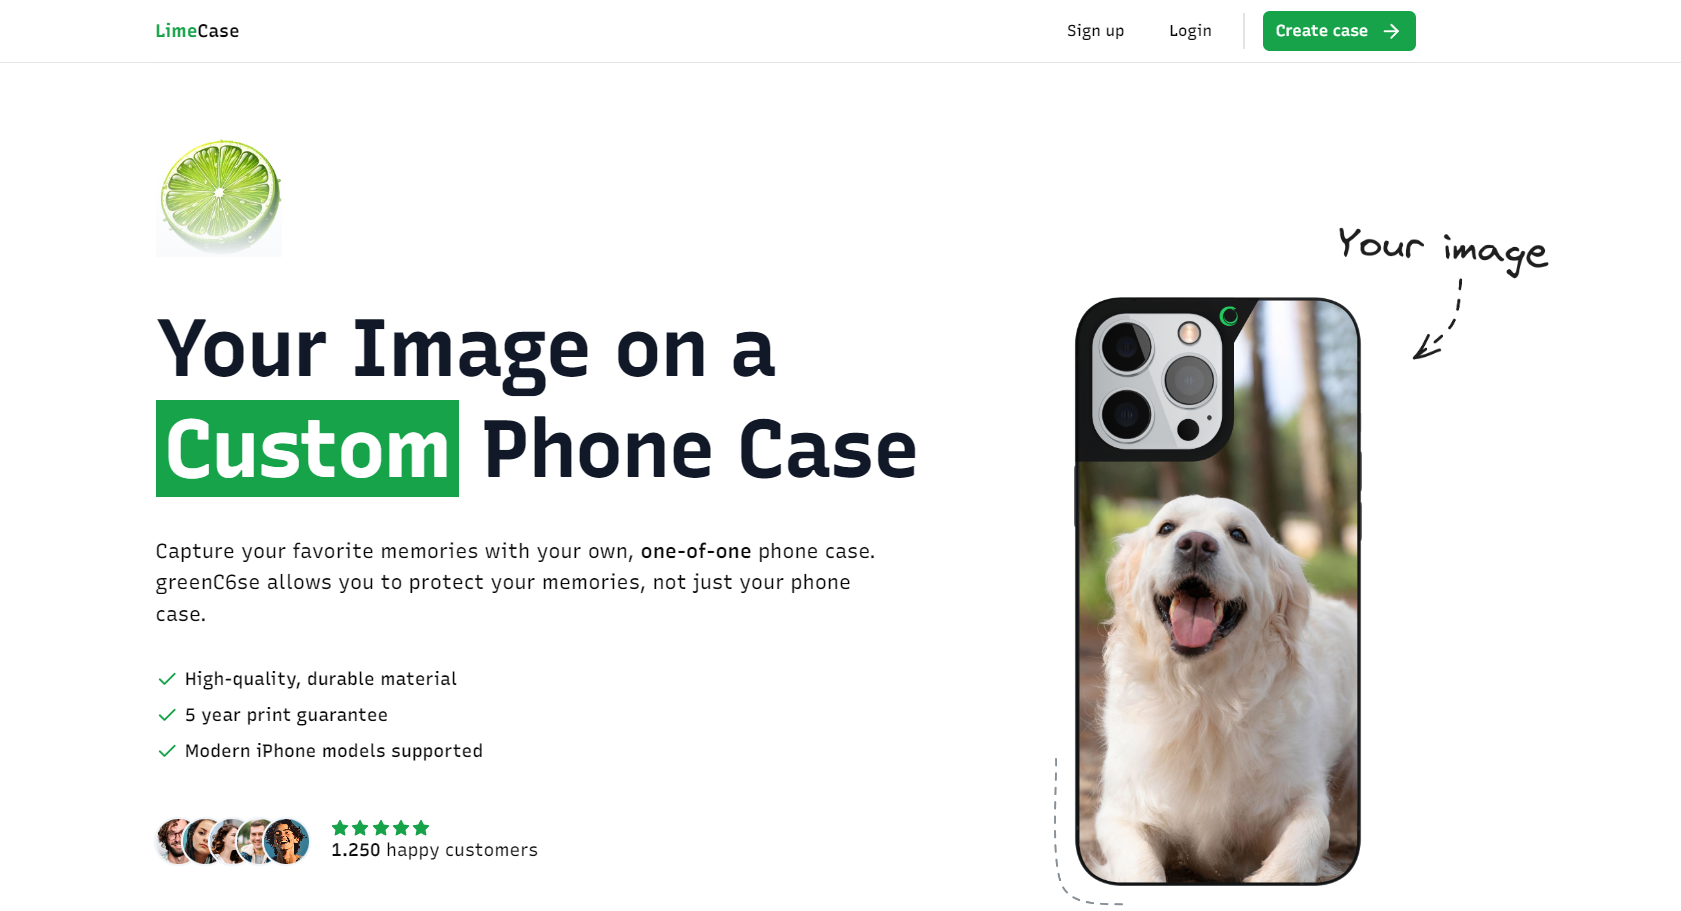 LimeCase
Sign up
Login
Create case
Your image
Your Image on a
Custom Phone Case
Capture your favorite memories with your own, one-of-one phone case.
greenC6se allows you to protect your memories, not just your phone
case.
High-quality, durable material
5 year print guarantee
Modern iPhone models supported
1.250 happy customers